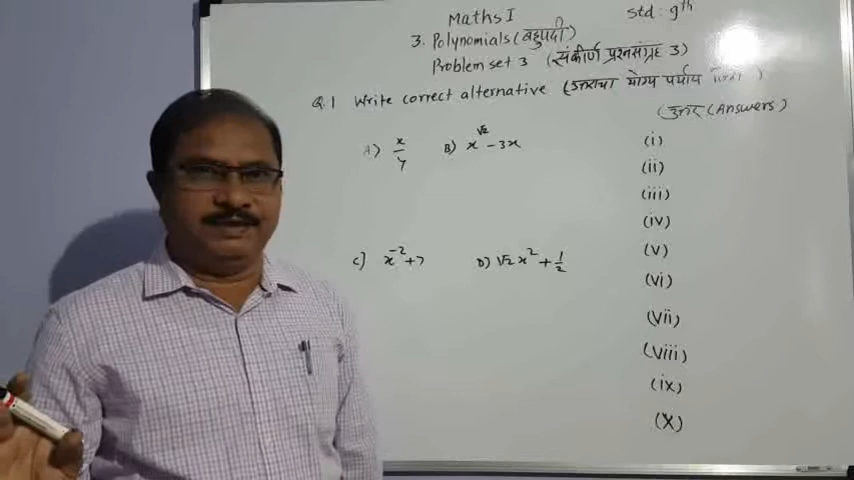 Maths I
Std : 9th
3. Polynomials (बहुपदी)
Problem set 3 (संकीर्ण प्रश्नसंग्रह 3)
Q.1 Write correct alternative (उत्तराचा योग्य पर्याय
(उत्तर (Answers)
A) x/y B) x^√2 - 3x
C) x^-2 + 7 D) √2 x^2 + 1/2
(i)
(ii)
(iii)
(iv)
(v)
(vi)
(vii)
(viii)
(ix)
(X)